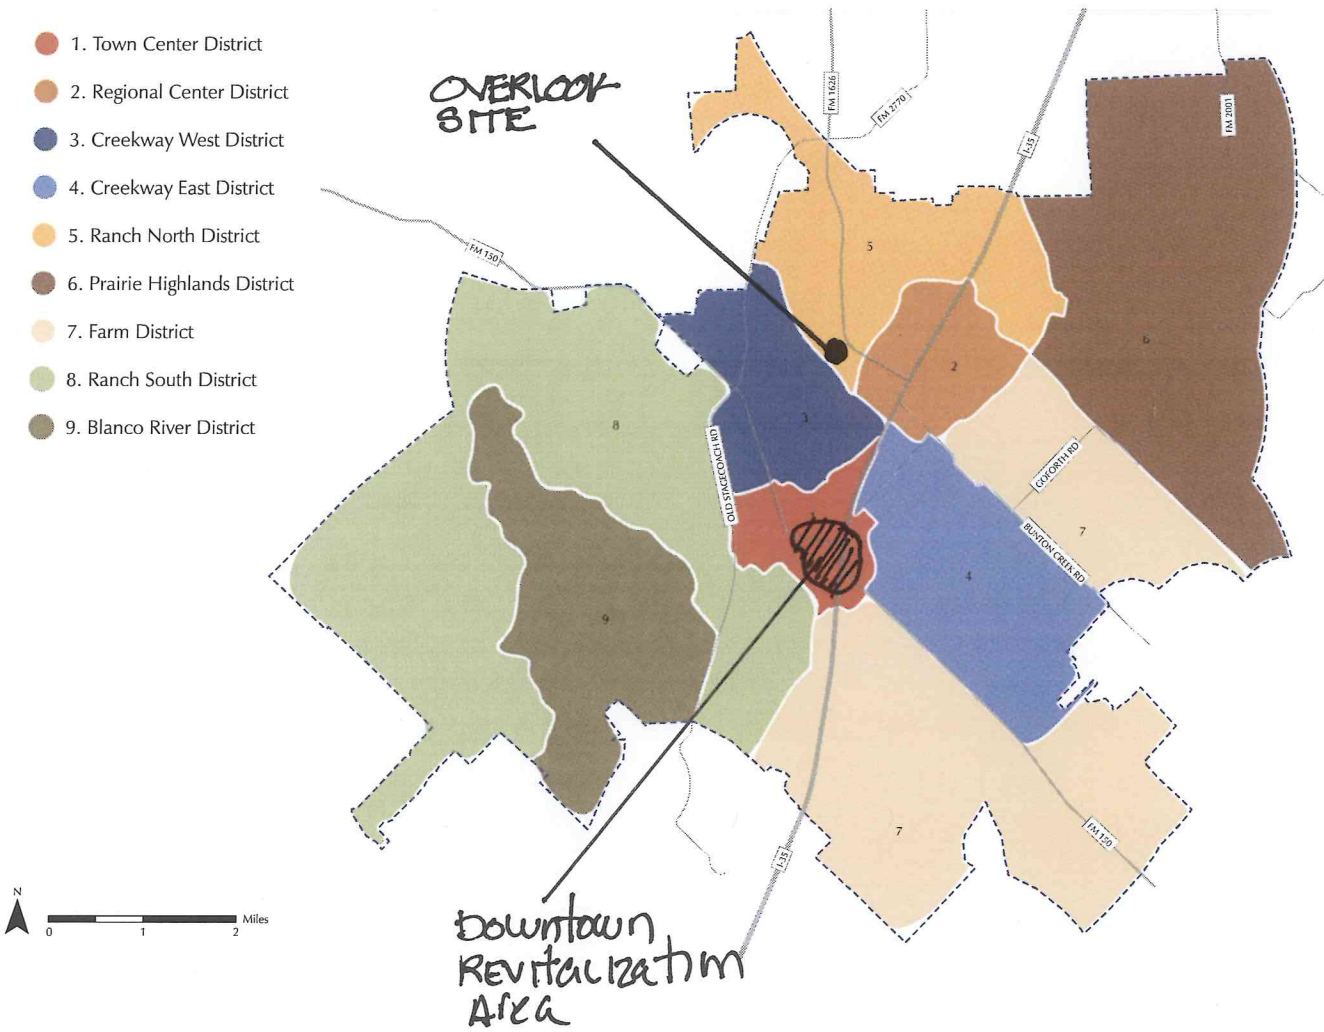 1. Town Center District
2. Regional Center District
3. Creekway West District
4. Creekway East District
5. Ranch North District
6. Prairie Highlands District
7. Farm District
8. Ranch South District
9. Blanco River District
OVERLOOK
SITE
FM 1626
FM 2770
I-35
FM 2001
FM 150
5
6
2
3
8
OLD STAGECOACH RD
GOFORTH RD
BUNTON CREEK RD
7
4
9
7
FM 150
I-35
N
0 1 2 Miles
Downtown
REVITALIZATION
AREA